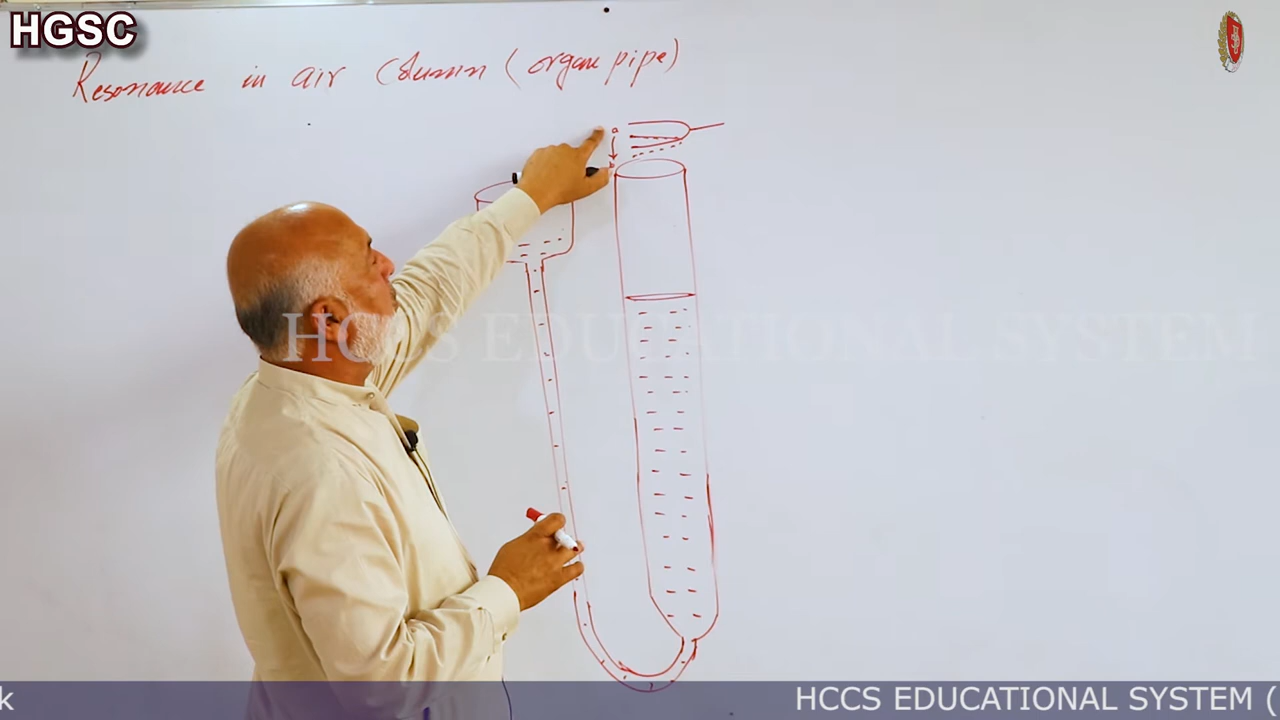 HGSC
Resonance in air column (organ pipe)
a
HCCS EDUCATIONAL SYSTEM
k
HCCS EDUCATIONAL SYSTEM (